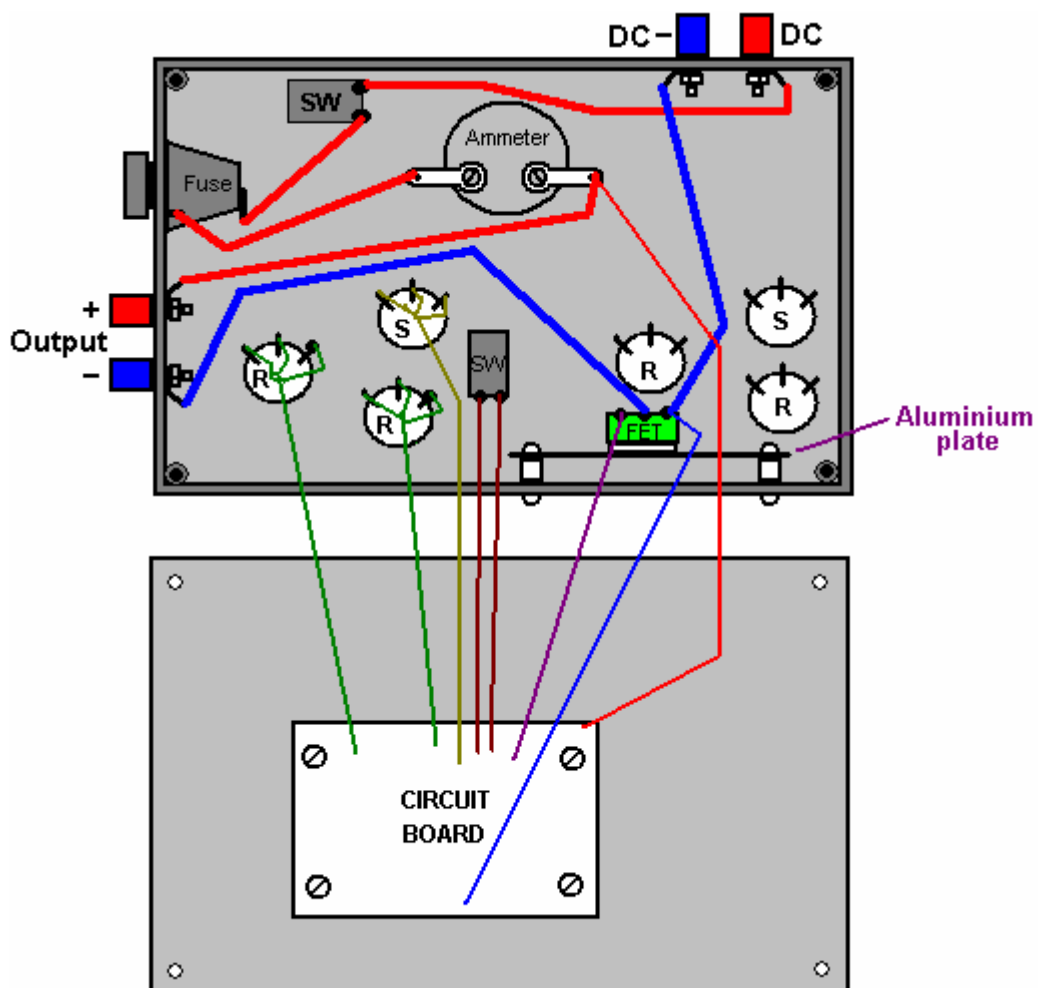 DC - DC
SW
Ammeter
Fuse
+
Output
-
S
S
R
SW
R
R
R
FET
Aluminium
plate
CIRCUIT
BOARD